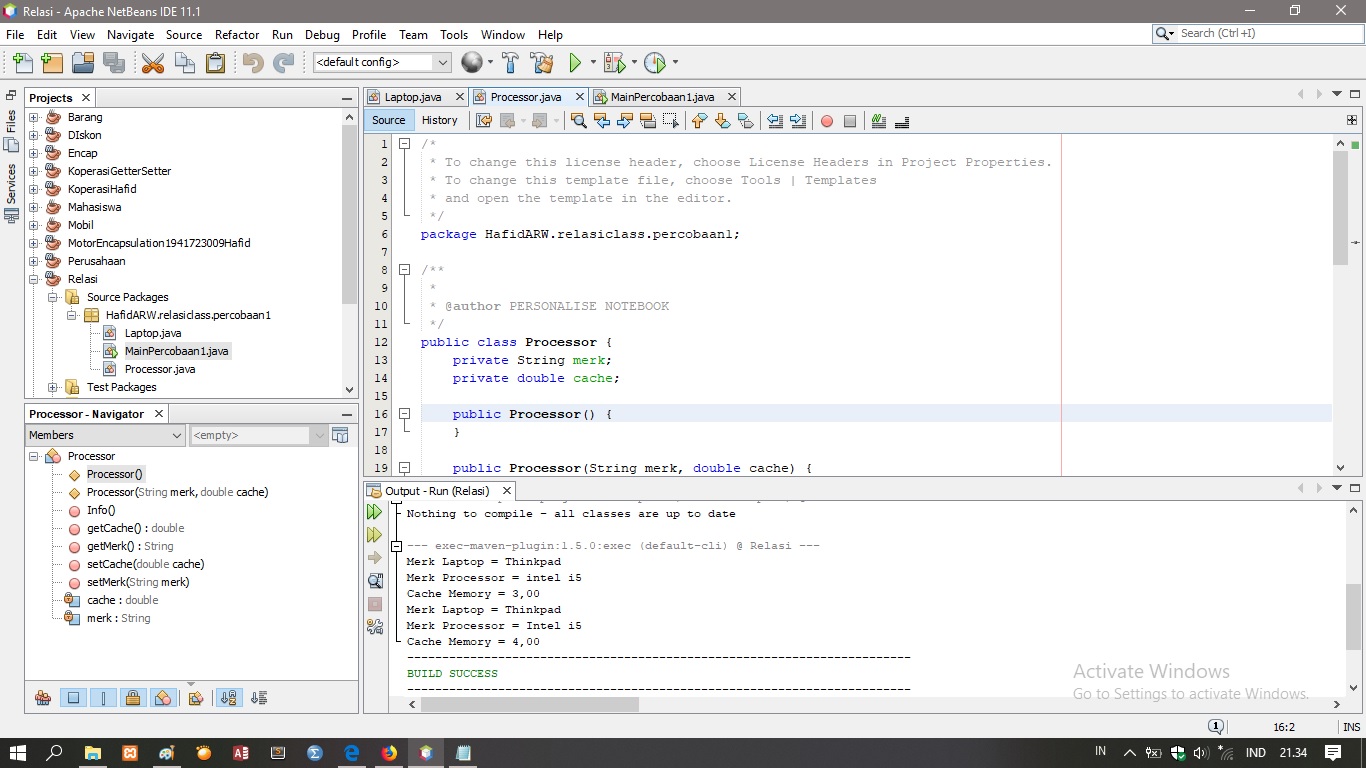 Relasi - Apache NetBeans IDE 11.1
File Edit View Navigate Source Refactor Run Debug Profile Team Tools Window Help
Search (Ctrl+I)
<default config>
Files
Services
Projects
Barang
DIskon
Encap
KoperasiGetterSetter
KoperasiHafid
Mahasiswa
Mobil
MotorEncapsulation1941723009Hafid
Perusahaan
Relasi
Source Packages
HafidARW.relasiclass.percobaan1
Laptop.java
MainPercobaan1.java
Processor.java
Test Packages
Processor - Navigator
Members
<empty>
Processor
Processor()
Processor(String merk, double cache)
Info()
getCache() : double
getMerk() : String
setCache(double cache)
setMerk(String merk)
cache : double
merk : String
Laptop.java Processor.java MainPercobaan1.java
Source History
1 /*
2 * To change this license header, choose License Headers in Project Properties.
3 * To change this template file, choose Tools | Templates
4 * and open the template in the editor.
5 */
6 package HafidARW.relasiclass.percobaan1;
7
8 /**
9 *
10 * @author PERSONALISE NOTEBOOK
11 */
12 public class Processor {
13 private String merk;
14 private double cache;
15
16 public Processor() {
17 }
18
19 public Processor(String merk, double cache) {
Output - Run (Relasi)
Nothing to compile - all classes are up to date
--- exec-maven-plugin:1.5.0:exec (default-cli) @ Relasi ---
Merk Laptop = Thinkpad
Merk Processor = intel i5
Cache Memory = 3,00
Merk Laptop = Thinkpad
Merk Processor = Intel i5
Cache Memory = 4,00
------------------------------------------------------------------------
BUILD SUCCESS
------------------------------------------------------------------------
Activate Windows
Go to Settings to activate Windows.
1
16:2 INS
IN IND 21.34